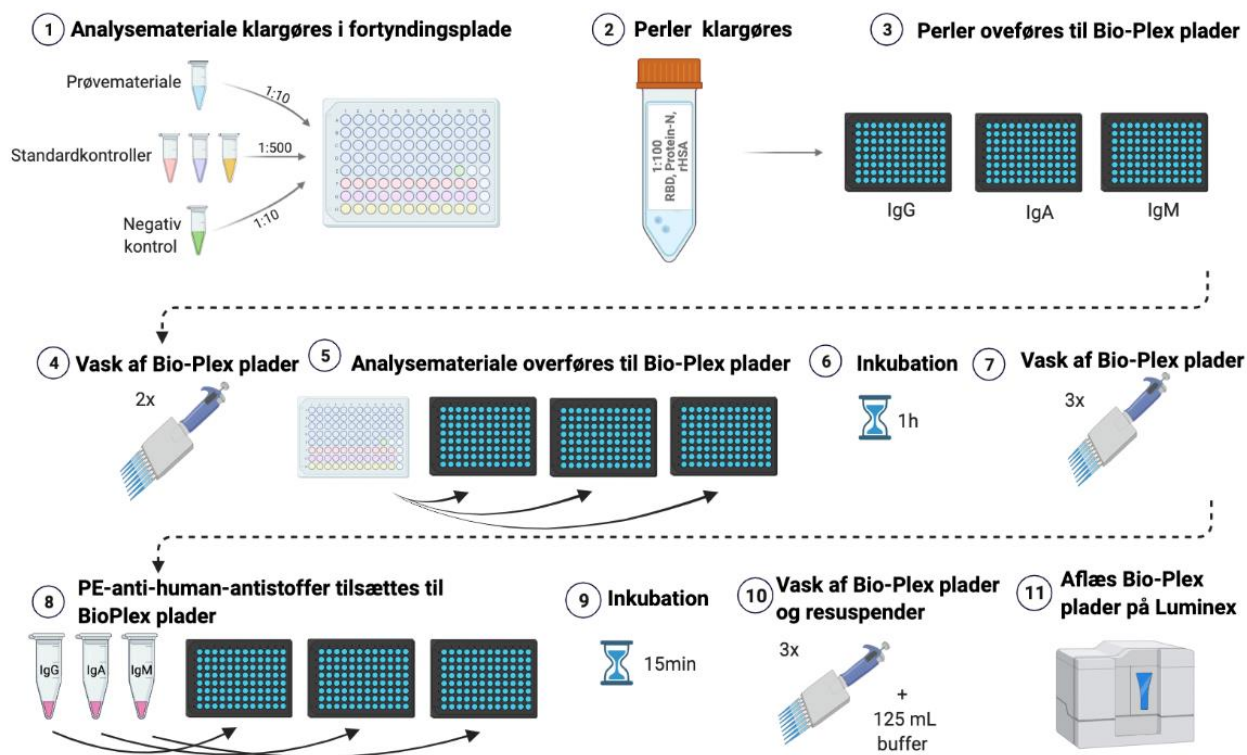 1 Analysemateriale klargøres i fortyndingsplade
Prøvemateriale
1:10
Standardkontroller
1:500
Negativ
kontrol
1:10
2 Perler klargøres
1:100
RBD, Protein-N,
rHSA
3 Perler oveføres til Bio-Plex plader
IgG
IgA
IgM
4 Vask af Bio-Plex plader
2x
5 Analysemateriale overføres til Bio-Plex plader
6 Inkubation
1h
7 Vask af Bio-Plex plader
3x
8 PE-anti-human-antistoffer tilsættes til
BioPlex plader
IgG
IgA
IgM
9 Inkubation
15min
10 Vask af Bio-Plex plader
og resuspender
3x
+
125 mL
buffer
11 Aflæs Bio-Plex
plader på Luminex